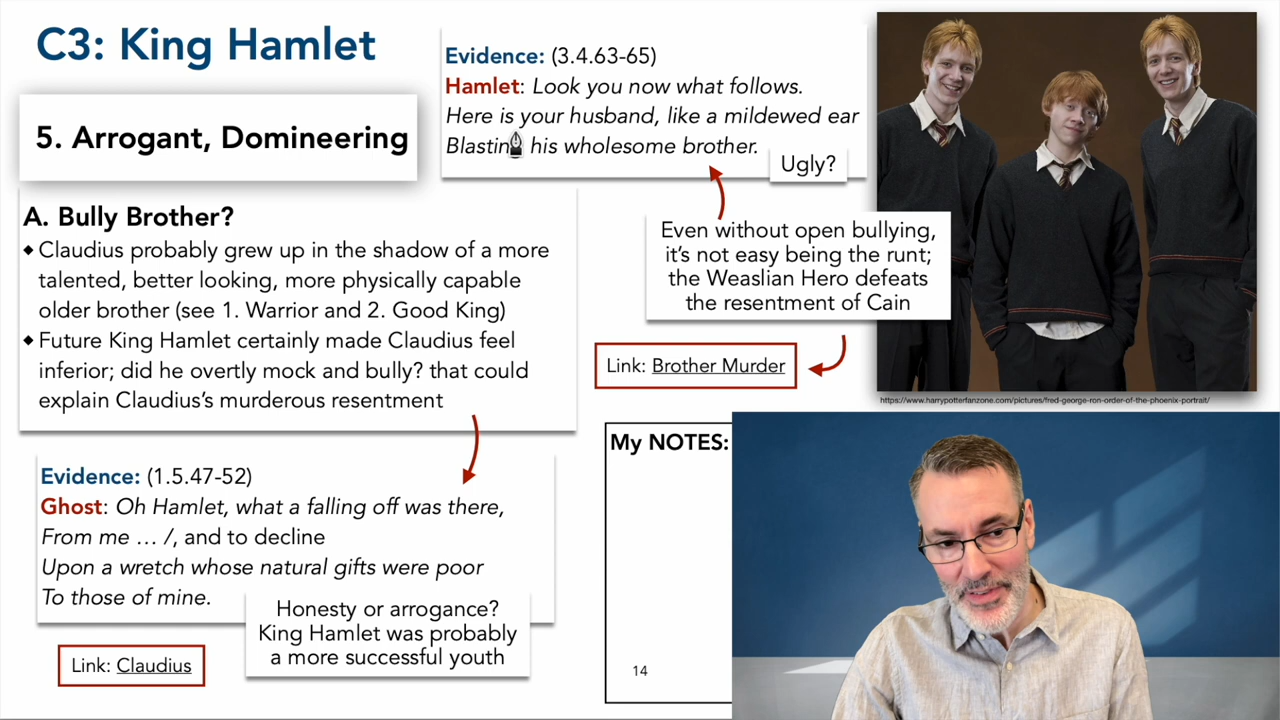 C3: King Hamlet
5. Arrogant, Domineering
A. Bully Brother?
◆ Claudius probably grew up in the shadow of a more
talented, better looking, more physically capable
older brother (see 1. Warrior and 2. Good King)
◆ Future King Hamlet certainly made Claudius feel
inferior; did he overtly mock and bully? that could
explain Claudius's murderous resentment
Evidence: (1.5.47-52)
Ghost: Oh Hamlet, what a falling off was there,
From me … /, and to decline
Upon a wretch whose natural gifts were poor
To those of mine.
Honesty or arrogance?
King Hamlet was probably
a more successful youth
Link: Claudius
Evidence: (3.4.63-65)
Hamlet: Look you now what follows.
Here is your husband, like a mildewed ear
Blastin his wholesome brother.
Ugly?
Even without open bullying,
it's not easy being the runt;
the Weaslian Hero defeats
the resentment of Cain
Link: Brother Murder
https://www.harrypotterfanzone.com/pictures/fred-george-ron-order-of-the-phoenix-portrait/
My NOTES:
14